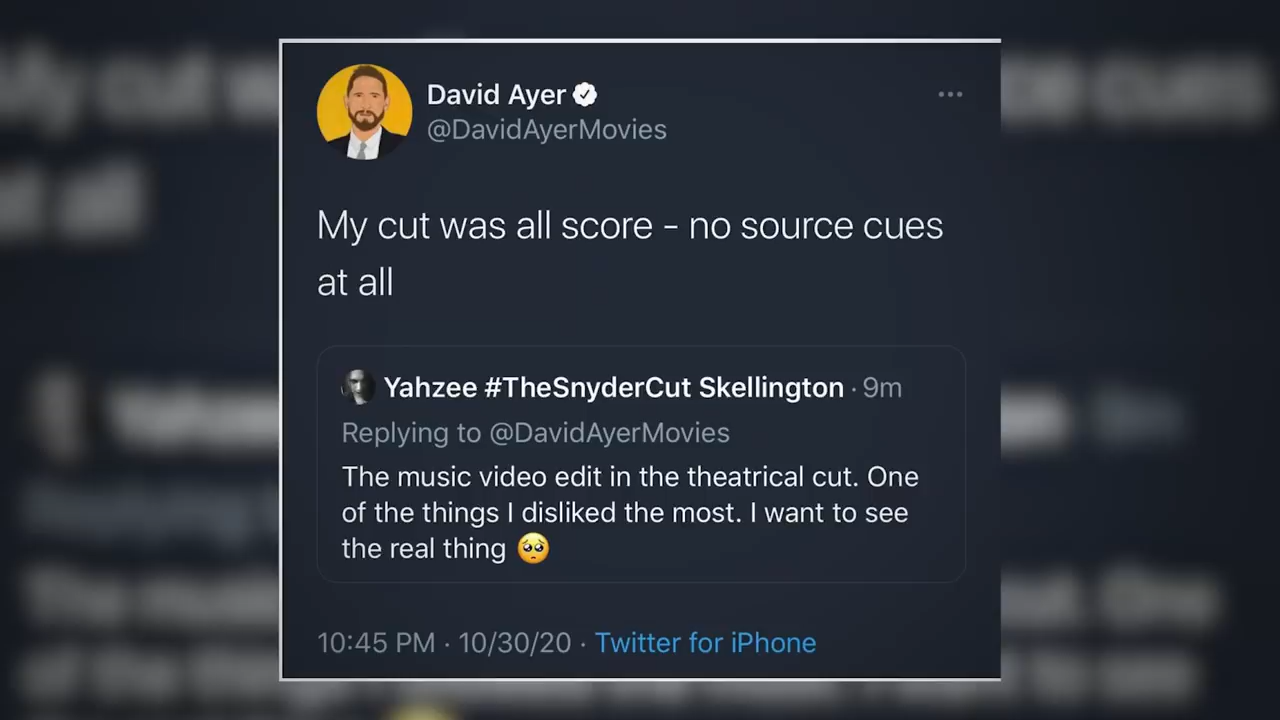 David Ayer
@DavidAyerMovies
My cut was all score - no source cues
at all
Yahzee #TheSnyderCut Skellington · 9m
Replying to @DavidAyerMovies
The music video edit in the theatrical cut. One
of the things I disliked the most. I want to see
the real thing 🥺
10:45 PM · 10/30/20 · Twitter for iPhone